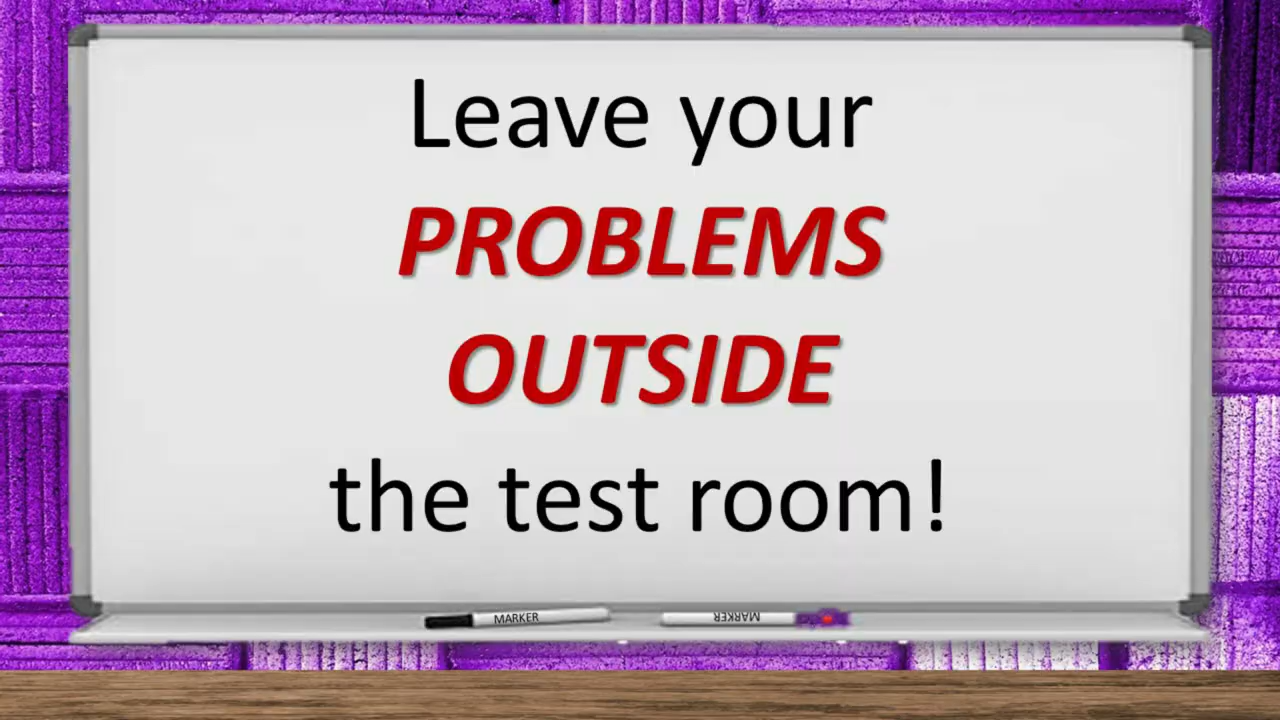 Leave your
PROBLEMS
OUTSIDE
the test room!
MARKER
MARKER